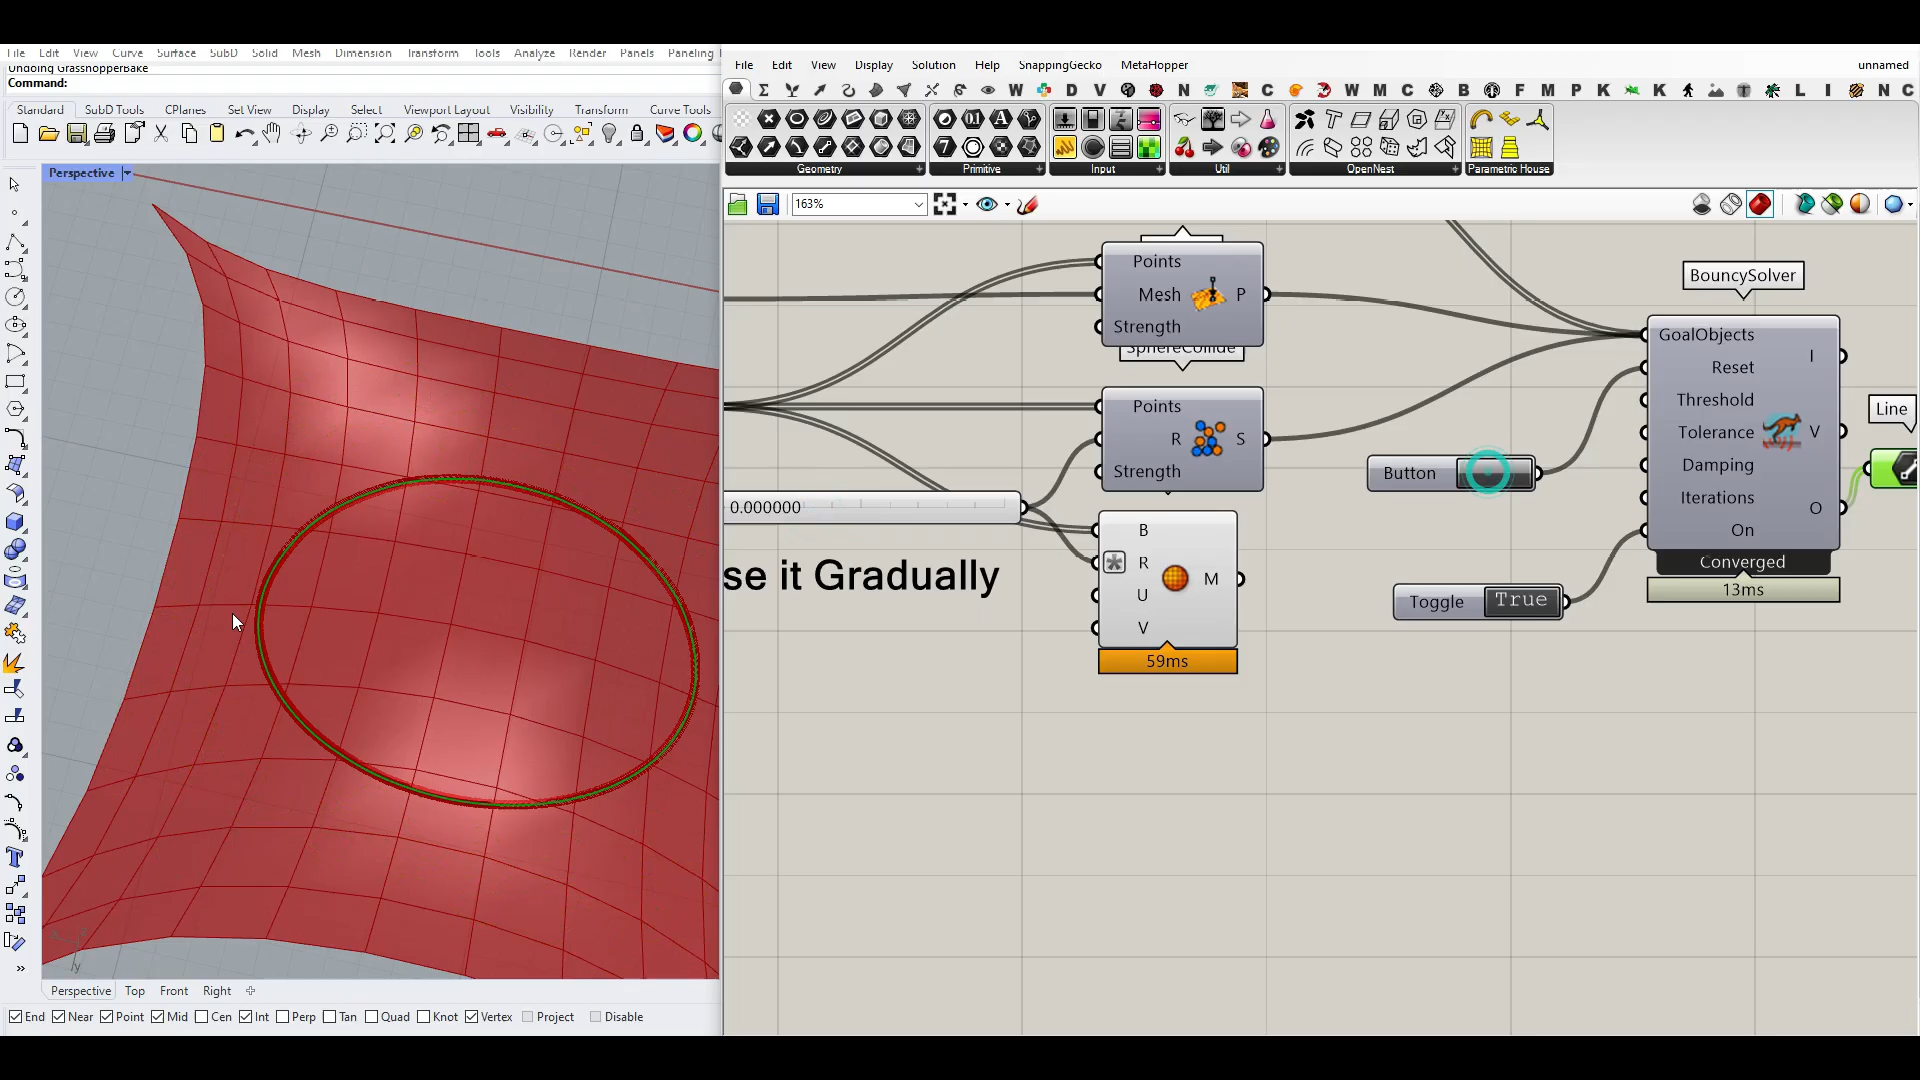 File Edit View Curve Surface SubD Solid Mesh Dimension Transform Tools Analyze Render Panels Paneling
Undoing GrasshopperBake
Command:
Standard SubD Tools CPlanes Set View Display Select Viewport Layout Visibility Transform Curve Tools
Perspective
Perspective Top Front Right
End Near Point Mid Cen Int Perp Tan Quad Knot Vertex Project Disable
File Edit View Display Solution Help SnappingGecko MetaHopper unnamed
Geometry Primitive Input Util OpenNest Parametric House
163%
Points
Mesh P
Strength
SphereCollide
Points
R S
Strength
0.000000
se it Gradually
B
R M
U
V
59ms
Button
Toggle True
BouncySolver
GoalObjects
Reset
Threshold
Tolerance
Damping
Iterations
On
I
V
O
Converged
13ms
Line